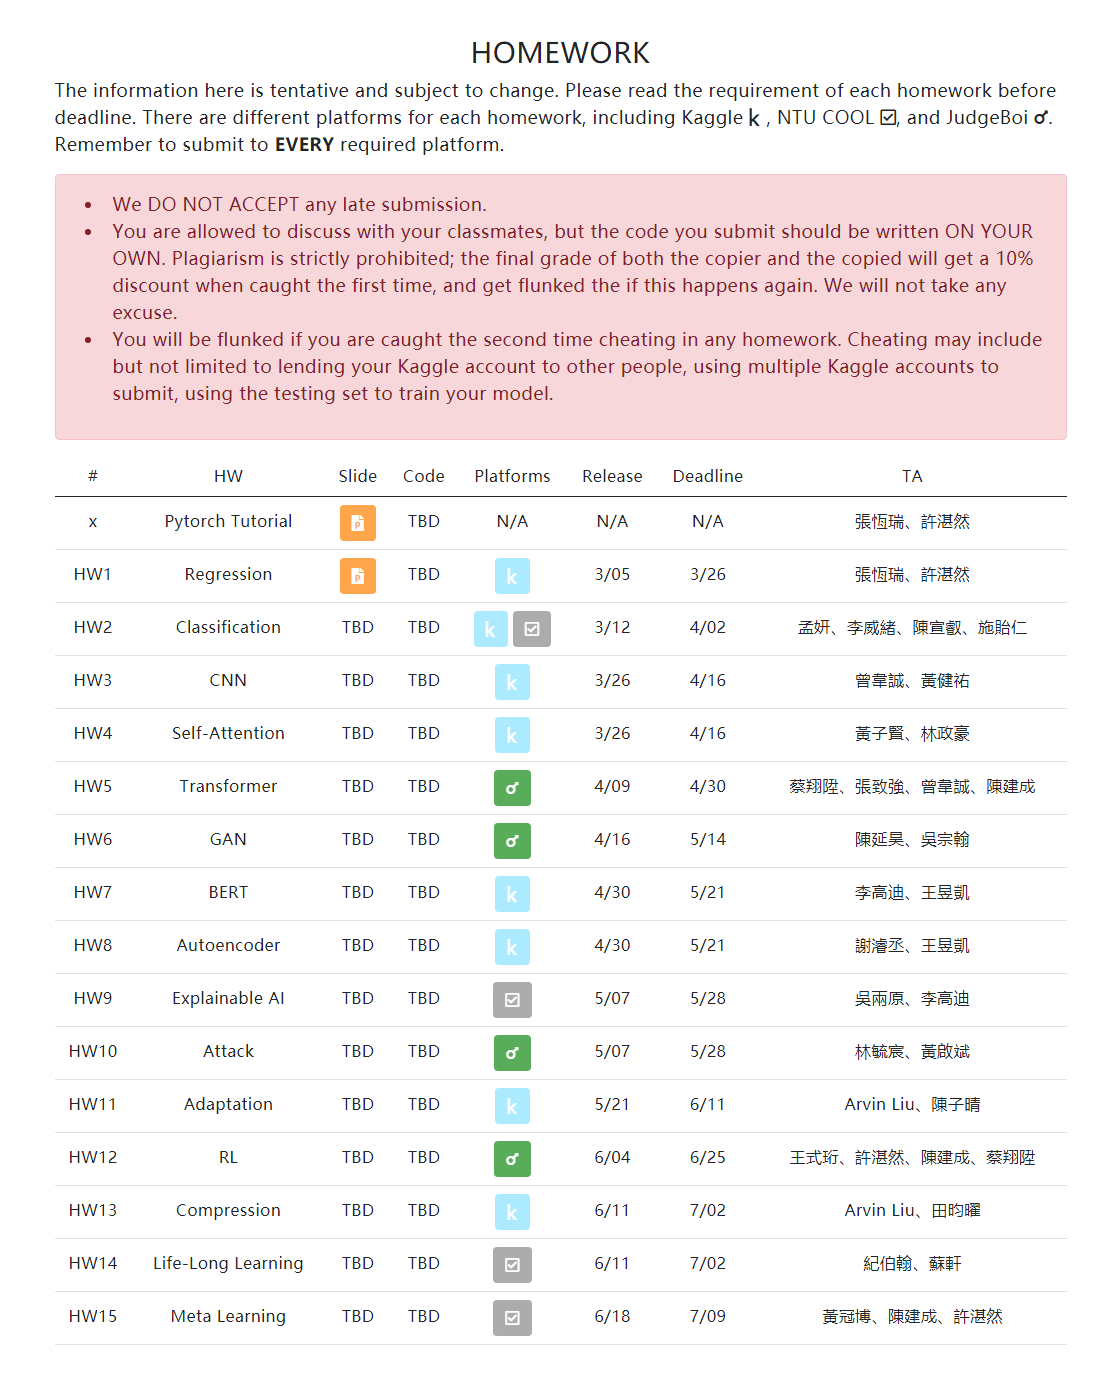 HOMEWORK
The information here is tentative and subject to change. Please read the requirement of each homework before
deadline. There are different platforms for each homework, including Kaggle k , NTU COOL ☑, and JudgeBoi ♂.
Remember to submit to EVERY required platform.
• We DO NOT ACCEPT any late submission.
• You are allowed to discuss with your classmates, but the code you submit should be written ON YOUR
OWN. Plagiarism is strictly prohibited; the final grade of both the copier and the copied will get a 10%
discount when caught the first time, and get flunked the if this happens again. We will not take any
excuse.
• You will be flunked if you are caught the second time cheating in any homework. Cheating may include
but not limited to lending your Kaggle account to other people, using multiple Kaggle accounts to
submit, using the testing set to train your model.
# HW Slide Code Platforms Release Deadline TA
x Pytorch Tutorial TBD N/A N/A N/A 張恆瑞、許湛然
HW1 Regression TBD k 3/05 3/26 張恆瑞、許湛然
HW2 Classification TBD TBD k ☑ 3/12 4/02 孟妍、李威緒、陳宣叡、施貽仁
HW3 CNN TBD TBD k 3/26 4/16 曾韋誠、黃健祐
HW4 Self-Attention TBD TBD k 3/26 4/16 黃子賢、林政豪
HW5 Transformer TBD TBD ♂ 4/09 4/30 蔡翔陞、張致強、曾韋誠、陳建成
HW6 GAN TBD TBD ♂ 4/16 5/14 陳延昊、吳宗翰
HW7 BERT TBD TBD k 4/30 5/21 李高迪、王昱凱
HW8 Autoencoder TBD TBD k 4/30 5/21 謝濬丞、王昱凱
HW9 Explainable AI TBD TBD ☑ 5/07 5/28 吳兩原、李高迪
HW10 Attack TBD TBD ♂ 5/07 5/28 林毓宸、黃啟斌
HW11 Adaptation TBD TBD k 5/21 6/11 Arvin Liu、陳子晴
HW12 RL TBD TBD ♂ 6/04 6/25 王式珩、許湛然、陳建成、蔡翔陞
HW13 Compression TBD TBD k 6/11 7/02 Arvin Liu、田昀曜
HW14 Life-Long Learning TBD TBD ☑ 6/11 7/02 紀伯翰、蘇軒
HW15 Meta Learning TBD TBD ☑ 6/18 7/09 黃冠博、陳建成、許湛然